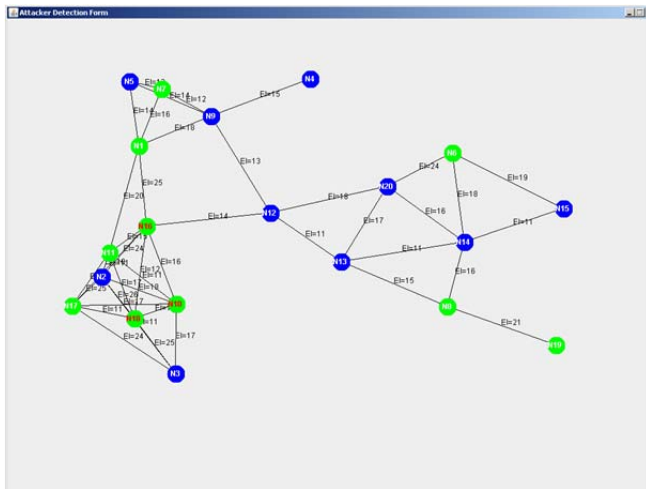 Attacker Detection Form
N4
N5
N7
El=14
El=12
El=15
El=14
El=16
N9
El=18
N1
N6
El=24
El=19
El=13
El=25
El=20
N20
El=18
El=18
N15
N12
El=14
El=16
El=11
El=17
N16
El=11
N14
N11
El=24
El=11
N13
El=16
El=12
El=11
N2
El=15
El=16
El=25
El=18
N17
N10
N8
El=11
El=17
N18
El=11
El=21
El=17
El=24
El=25
N19
N3